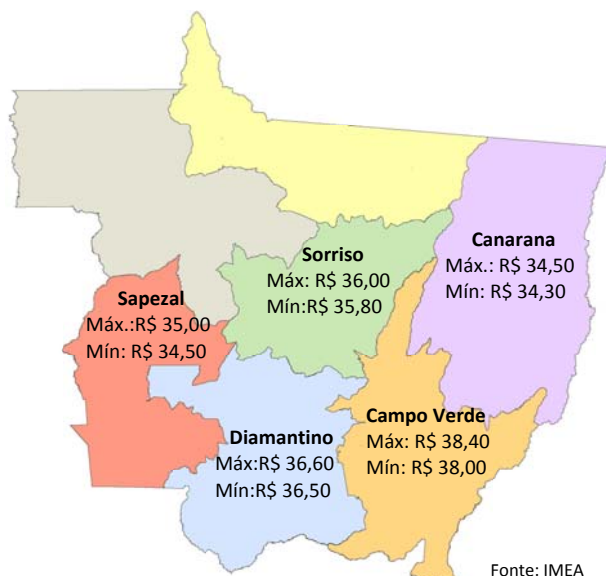 Sorriso
Máx: R$ 36,00
Mín:R$ 35,80
Canarana
Máx.: R$ 34,50
Mín: R$ 34,30
Sapezal
Máx.:R$ 35,00
Mín: R$ 34,50
Diamantino
Máx:R$ 36,60
Mín:R$ 36,50
Campo Verde
Máx: R$ 38,40
Mín: R$ 38,00
Fonte: IMEA